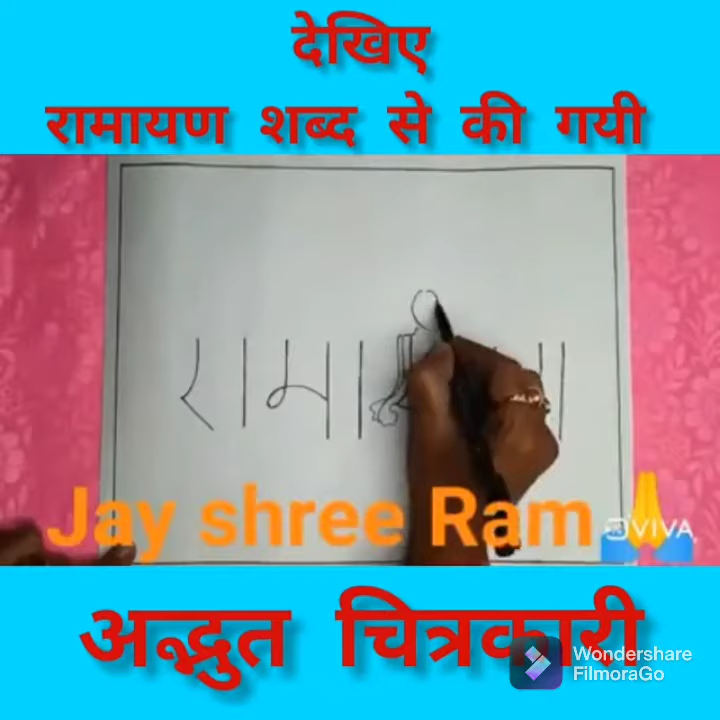 देखिए
रामायण शब्द से की गयी
रामा
Jay shree Ram🙏
VIVA
अद्भुत चित्रकारी
Wondershare
FilmoraGo